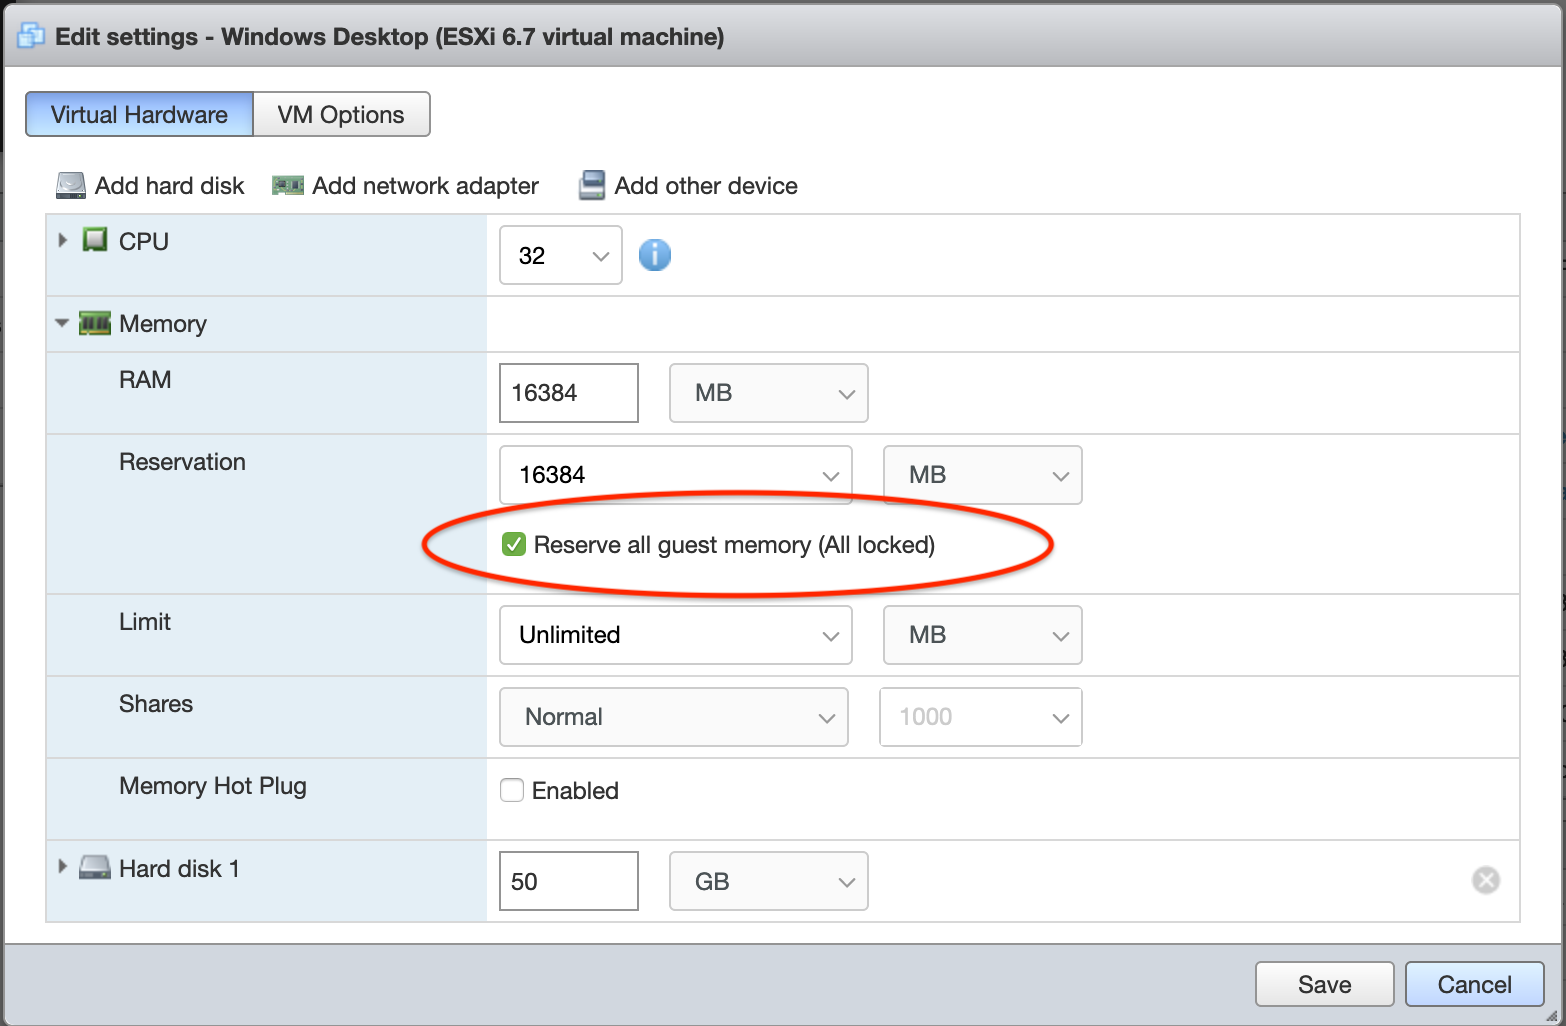 Edit settings - Windows Desktop (ESXi 6.7 virtual machine)
Virtual Hardware VM Options
Add hard disk Add network adapter Add other device
CPU 32 i
Memory
RAM 16384 MB
Reservation 16384 MB
Reserve all guest memory (All locked)
Limit Unlimited MB
Shares Normal 1000
Memory Hot Plug Enabled
Hard disk 1 50 GB
Save Cancel